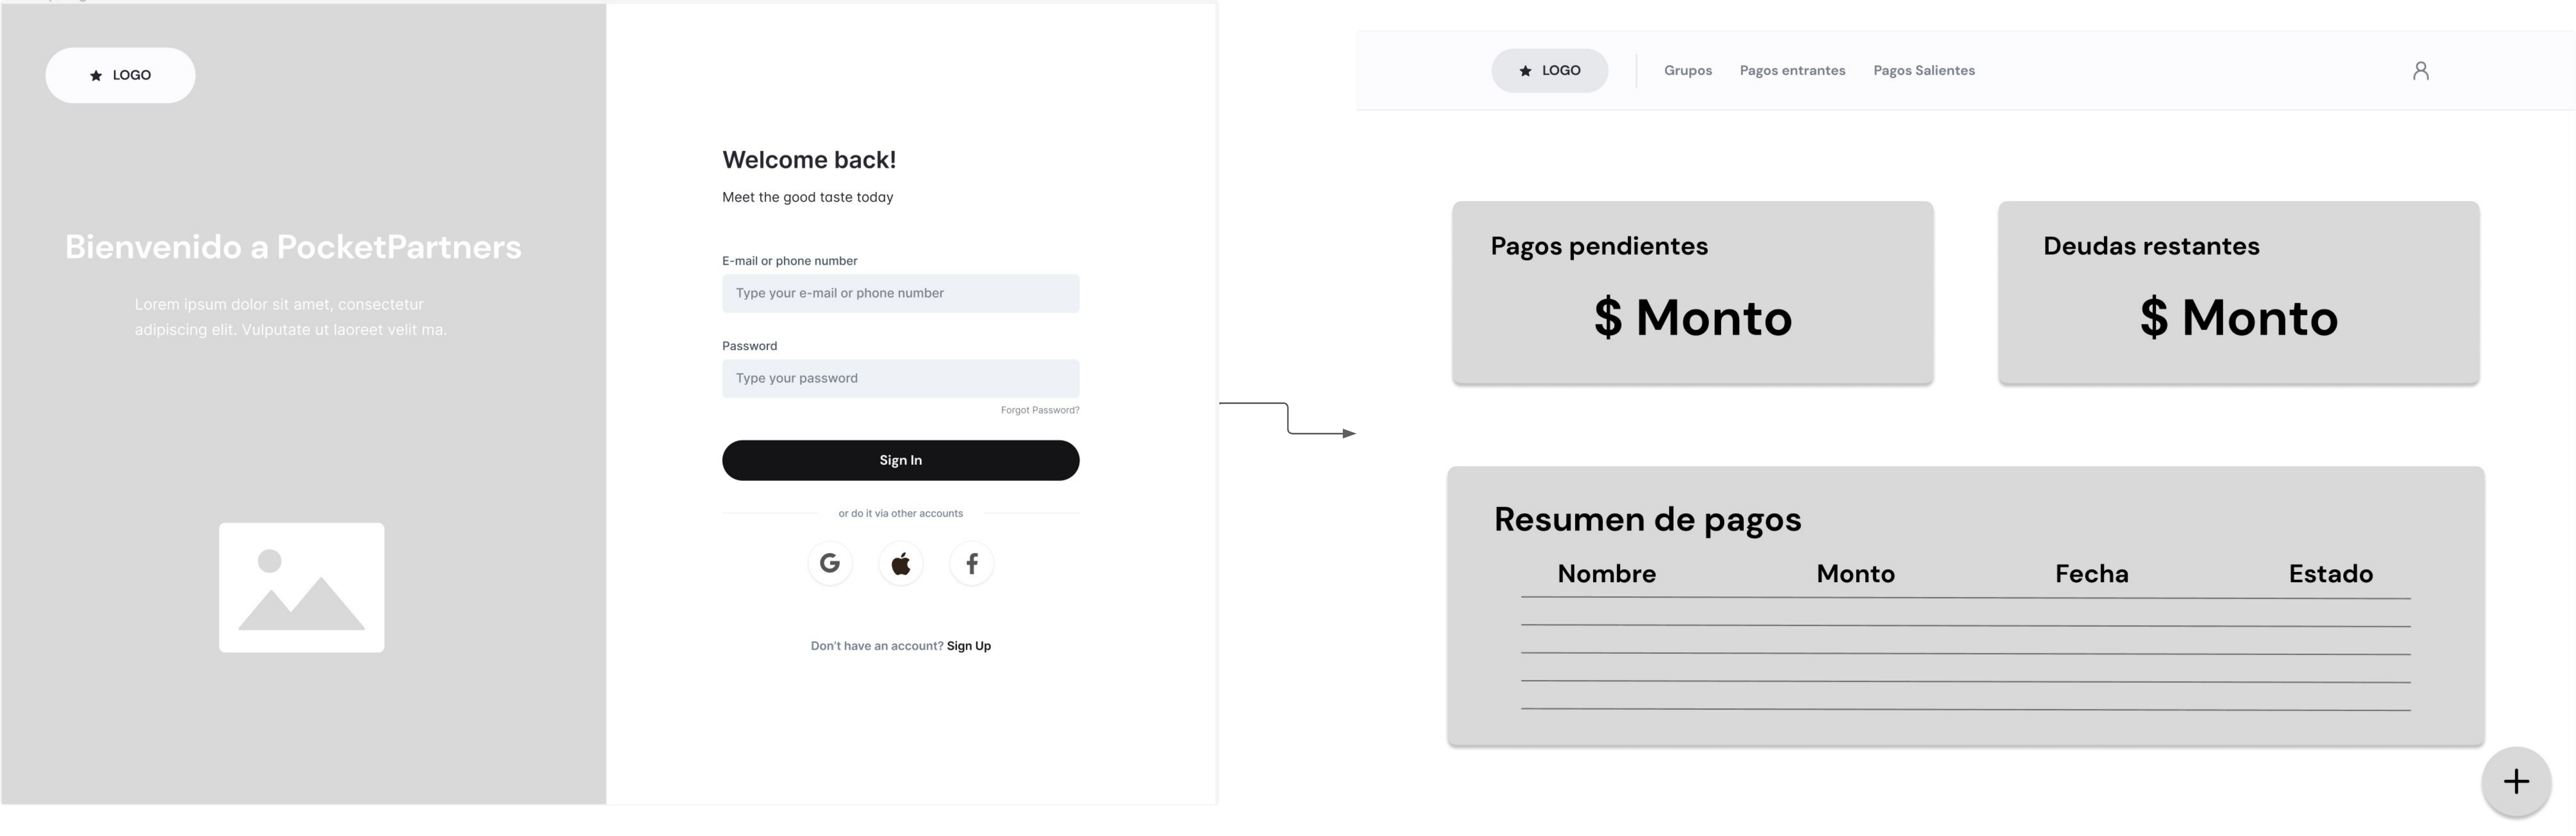 LOGO
Bienvenido a PocketPartners
Lorem ipsum dolor sit amet, consectetur
adipiscing elit. Vulputate ut laoreet velit ma.
Welcome back!
Meet the good taste today
E-mail or phone number
Type your e-mail or phone number
Password
Type your password
Forgot Password?
Sign In
or do it via other accounts
Don't have an account? Sign Up
LOGO
Grupos
Pagos entrantes
Pagos Salientes
Pagos pendientes
$ Monto
Deudas restantes
$ Monto
Resumen de pagos
Nombre Monto Fecha Estado